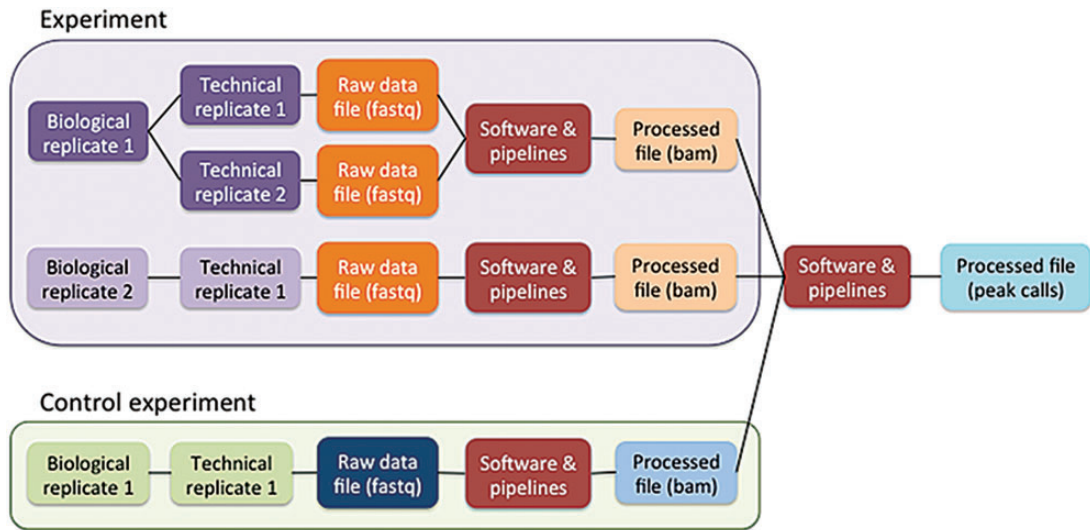 Experiment
Biological
replicate 1
Technical
replicate 1
Raw data
file (fastq)
Technical
replicate 2
Raw data
file (fastq)
Software &
pipelines
Processed
file (bam)
Biological
replicate 2
Technical
replicate 1
Raw data
file (fastq)
Software &
pipelines
Processed
file (bam)
Software &
pipelines
Processed file
(peak calls)
Control experiment
Biological
replicate 1
Technical
replicate 1
Raw data
file (fastq)
Software &
pipelines
Processed
file (bam)